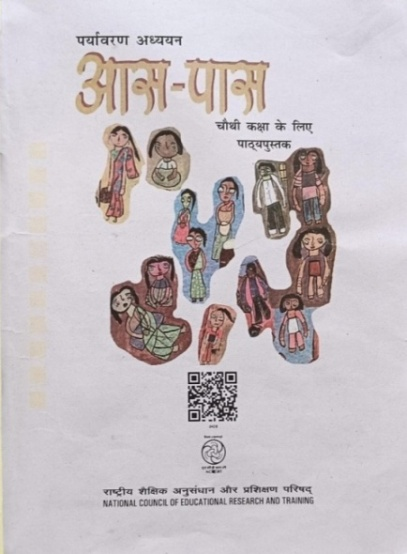 पर्यावरण अध्ययन
आस-पास
चौथी कक्षा के लिए
पाठ्यपुस्तक
राष्ट्रीय शैक्षिक अनुसंधान और प्रशिक्षण परिषद्
NATIONAL COUNCIL OF EDUCATIONAL RESEARCH AND TRAINING